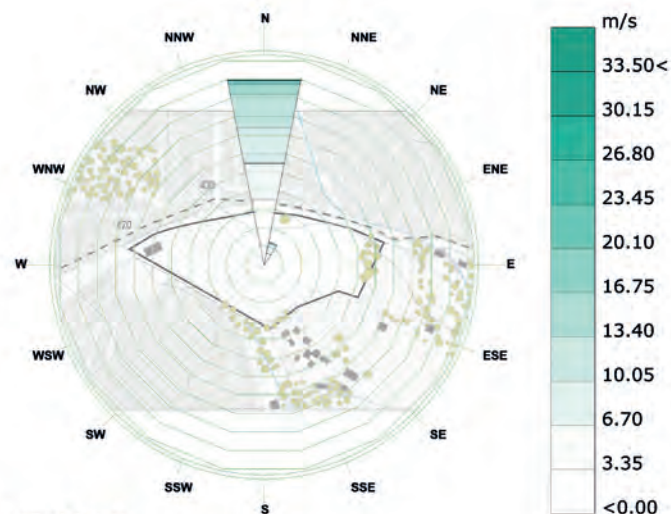 N
NNW
NNE
NW
NE
WNW
ENE
W
E
WSW
ESE
SW
SE
SSW
SSE
S
420
m/s
33.50<
30.15
26.80
23.45
20.10
16.75
13.40
10.05
6.70
3.35
<0.00